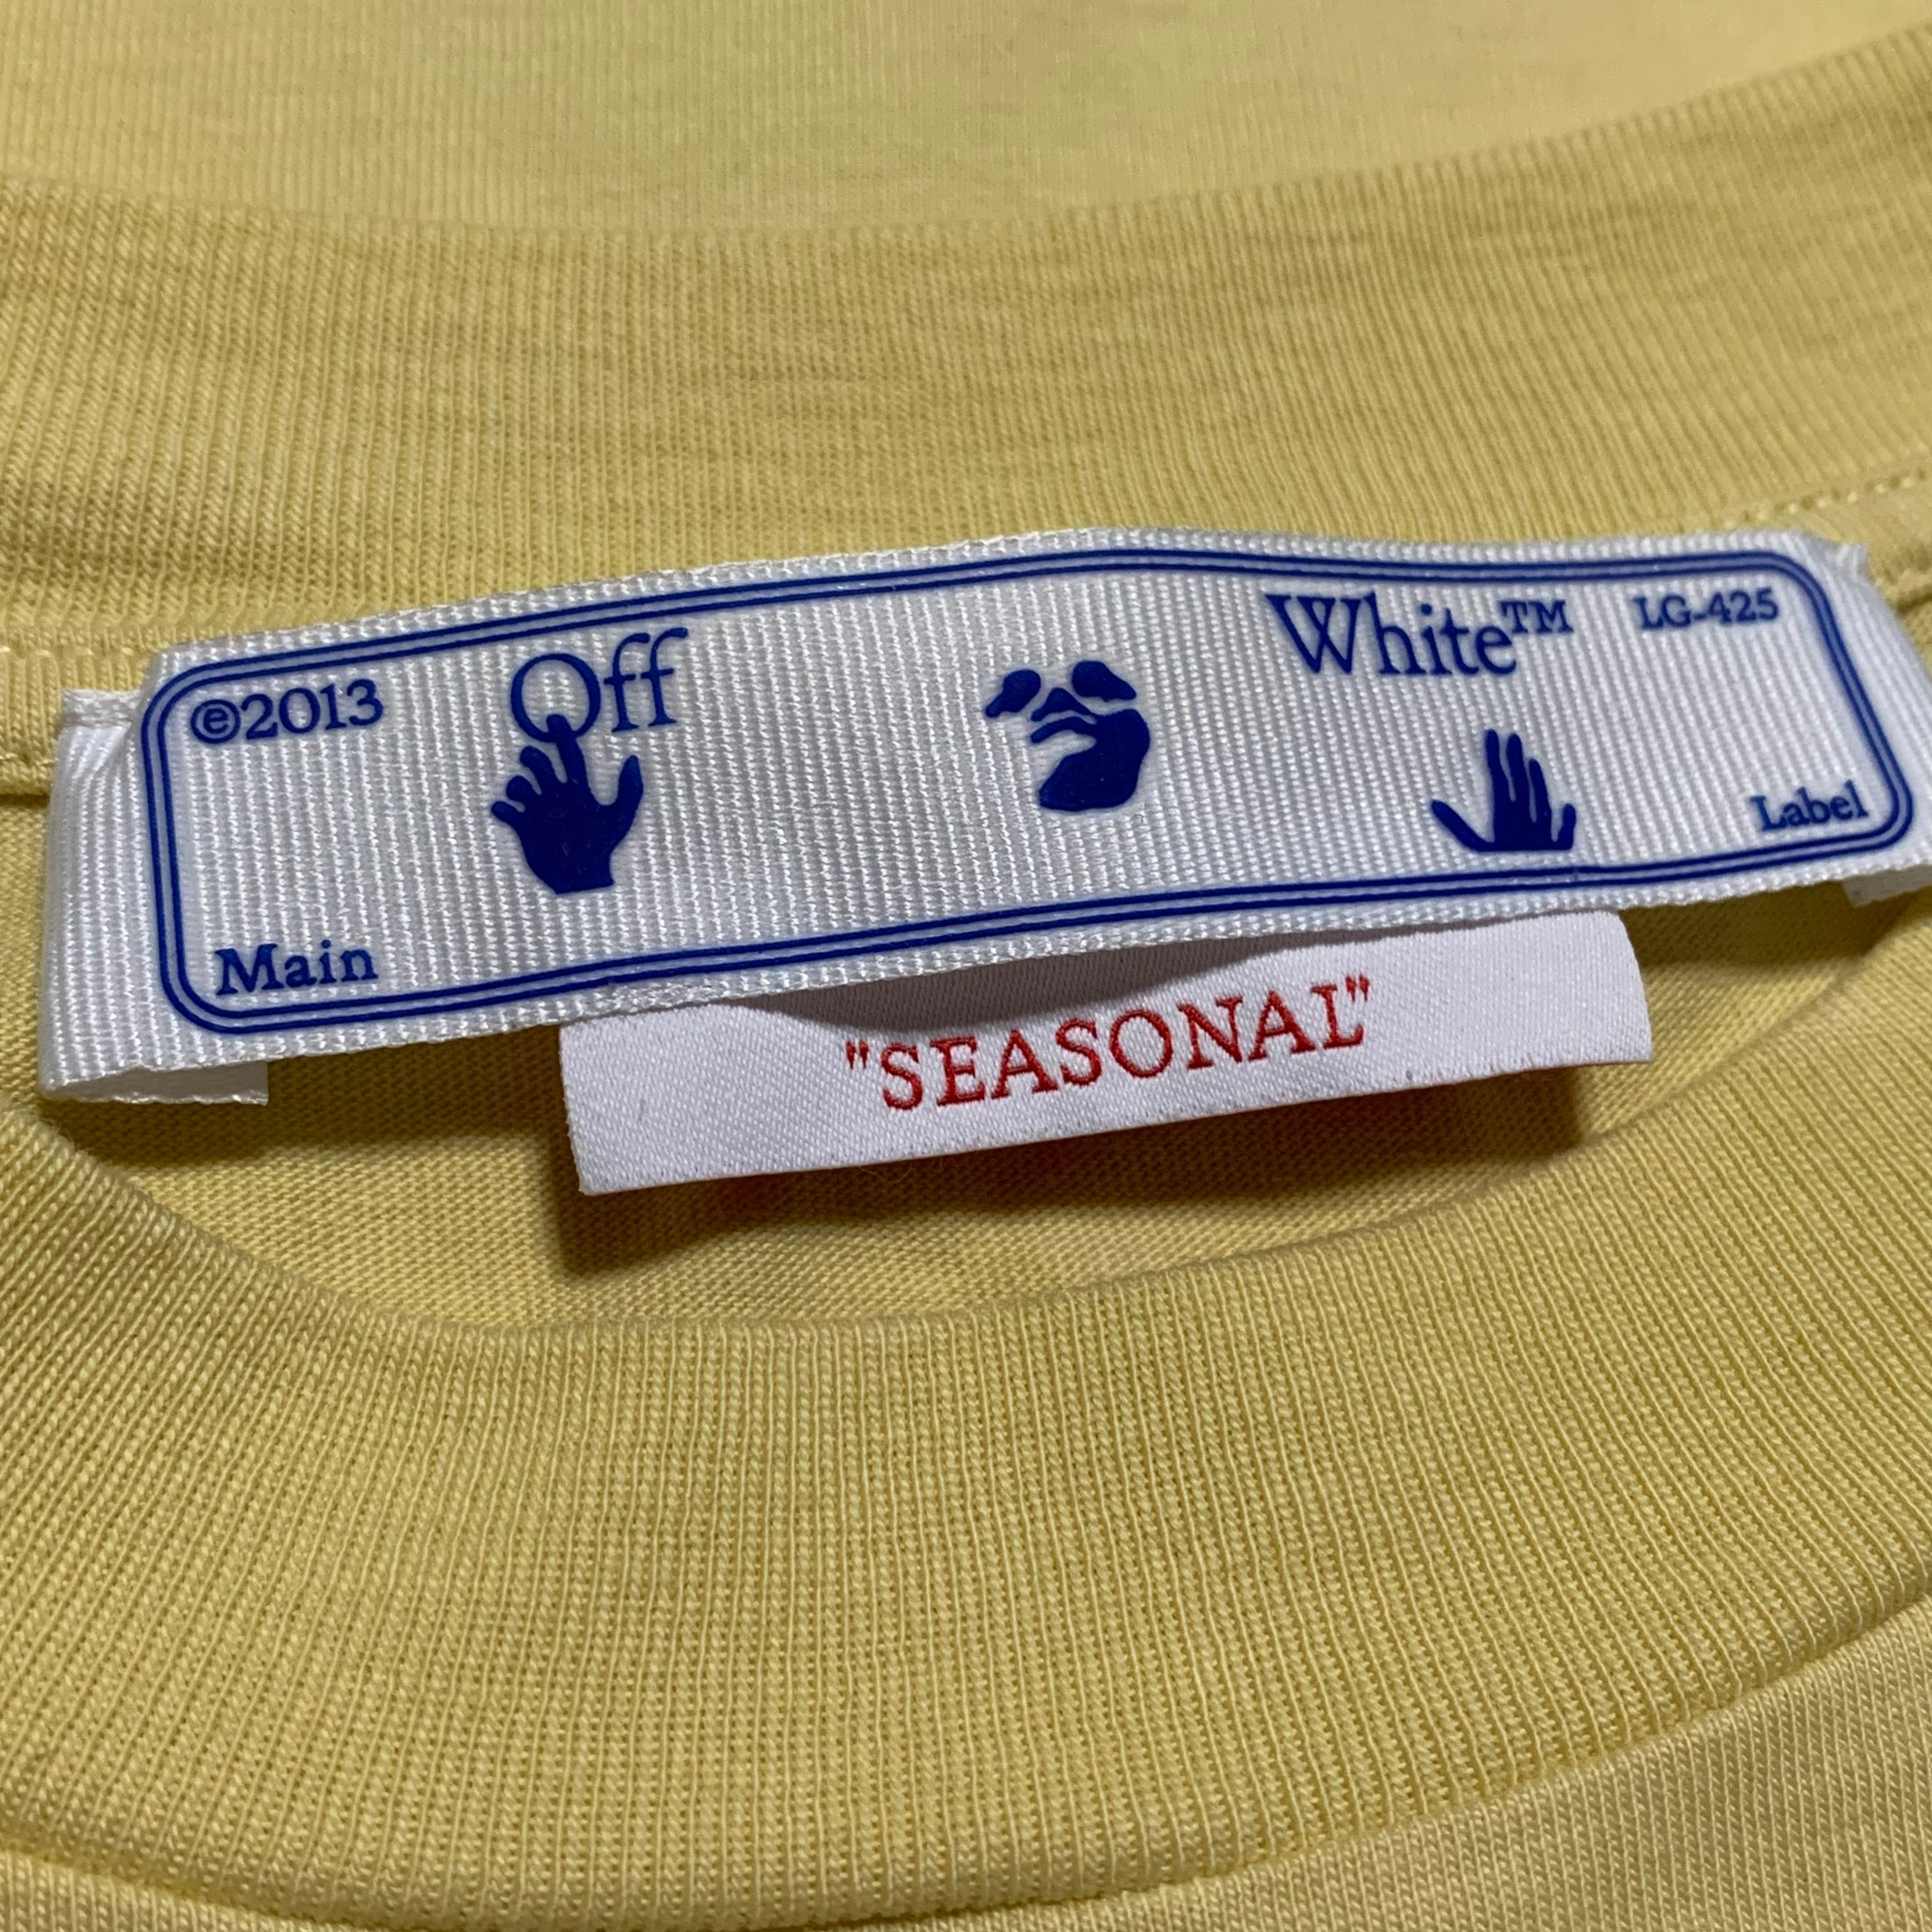 ©2013 Off White™ LG-425
Main Label
"SEASONAL"